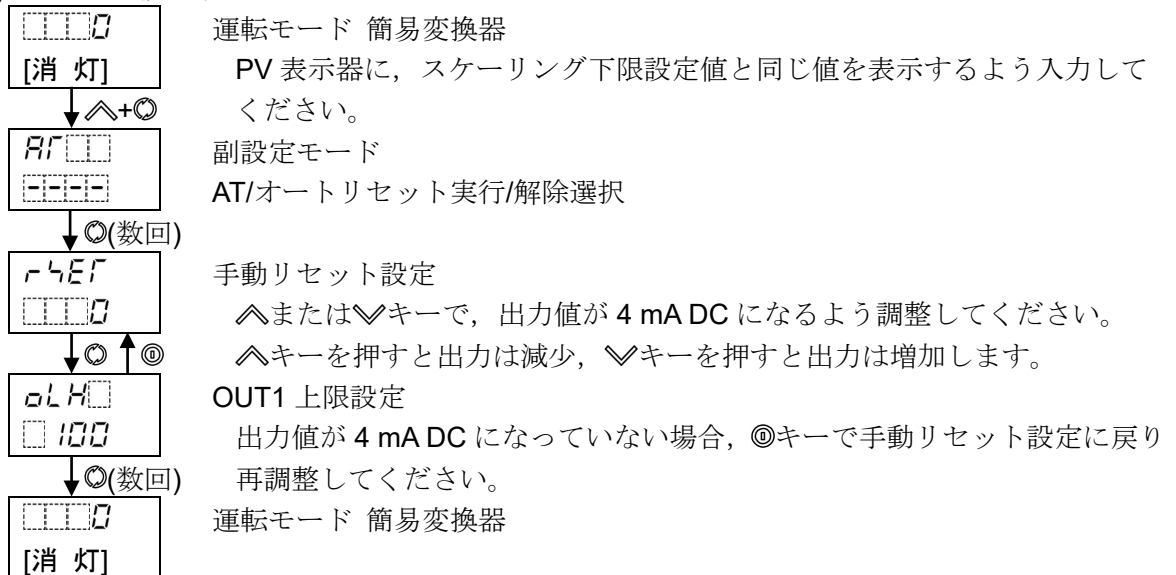 0
運転モード 簡易変換器
[消 灯]
PV 表示器に，スケーリング下限設定値と同じ値を表示するよう入力して
ください。
+
AT
副設定モード
----
AT/オートリセット実行/解除選択
(数回)
rSET
手動リセット設定
0
またはキーで，出力値が 4 mA DC になるよう調整してください。
キーを押すと出力は減少，キーを押すと出力は増加します。
oLH
OUT1 上限設定
100
出力値が 4 mA DC になっていない場合，キーで手動リセット設定に戻り
(数回)
再調整してください。
0
運転モード 簡易変換器
[消 灯]